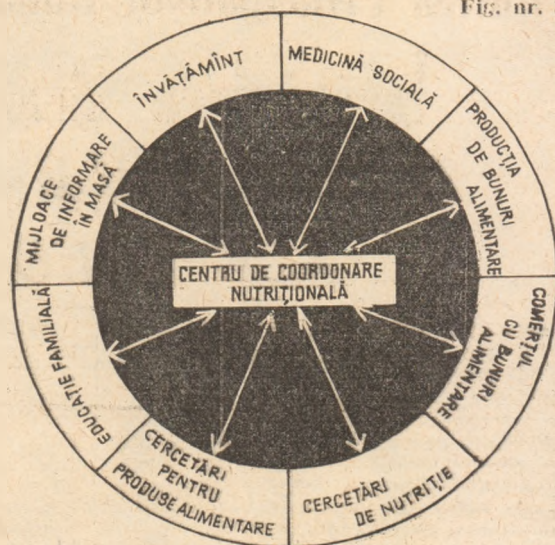 Fig. nr.
ÎNVĂȚĂMÎNT
MEDICINĂ SOCIALĂ
PRODUCȚIA
DE BUNURI
ALIMENTARE
COMERȚUL
CU BUNURI
ALIMENTARE
CERCETĂRI
DE NUTRIȚIE
CERCETĂRI
PENTRU
PRODUSE ALIMENTARE
EDUCAȚIE FAMILIALĂ
MIJLOACE
DE INFORMARE
ÎN MASĂ
CENTRU DE COORDONARE
NUTRIȚIONALĂ